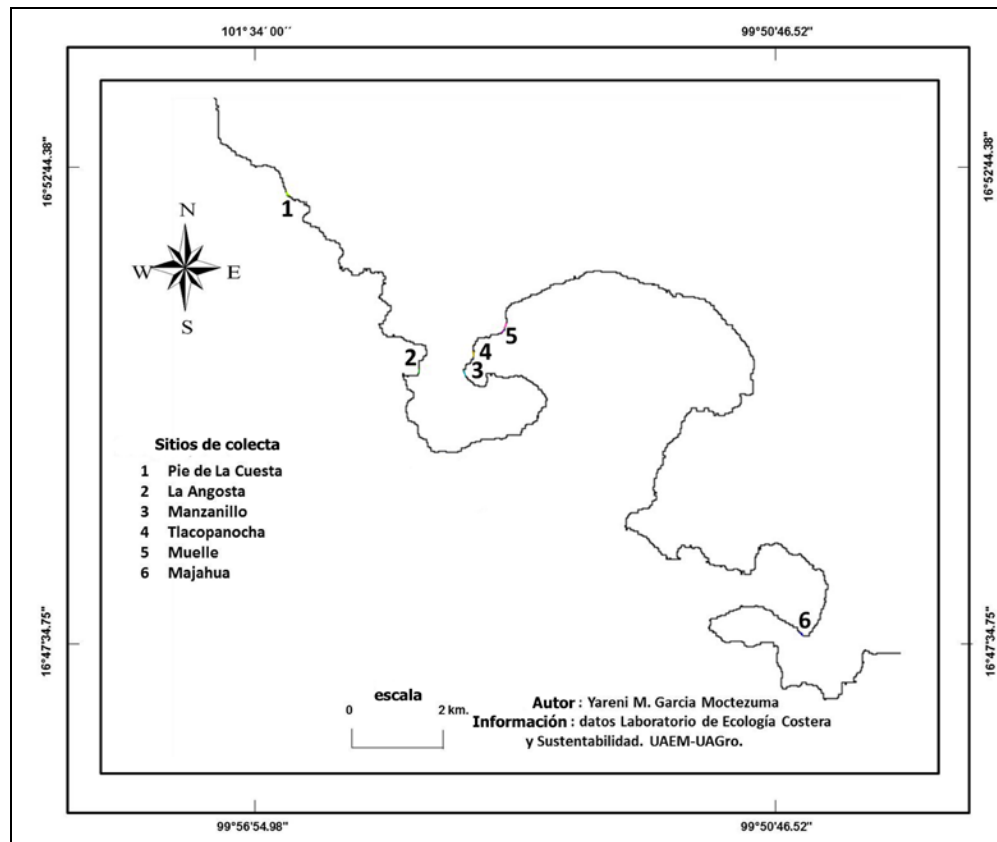 101° 34´ 00´´
99°50'46.52"
16°52'44.38"
16°52'44.38"
1
N
W E
S
5
2
4
3
Sitios de colecta
1 Pie de La Cuesta
2 La Angosta
3 Manzanillo
4 Tlacopanocha
5 Muelle
6 Majahua
6
16°47'34.75"
16°47'34.75"
escala
0 2 km.
Autor : Yareni M. Garcia Moctezuma
Información : datos Laboratorio de Ecología Costera
y Sustentabilidad. UAEM-UAGro.
99°56'54.98"
99°50'46.52"